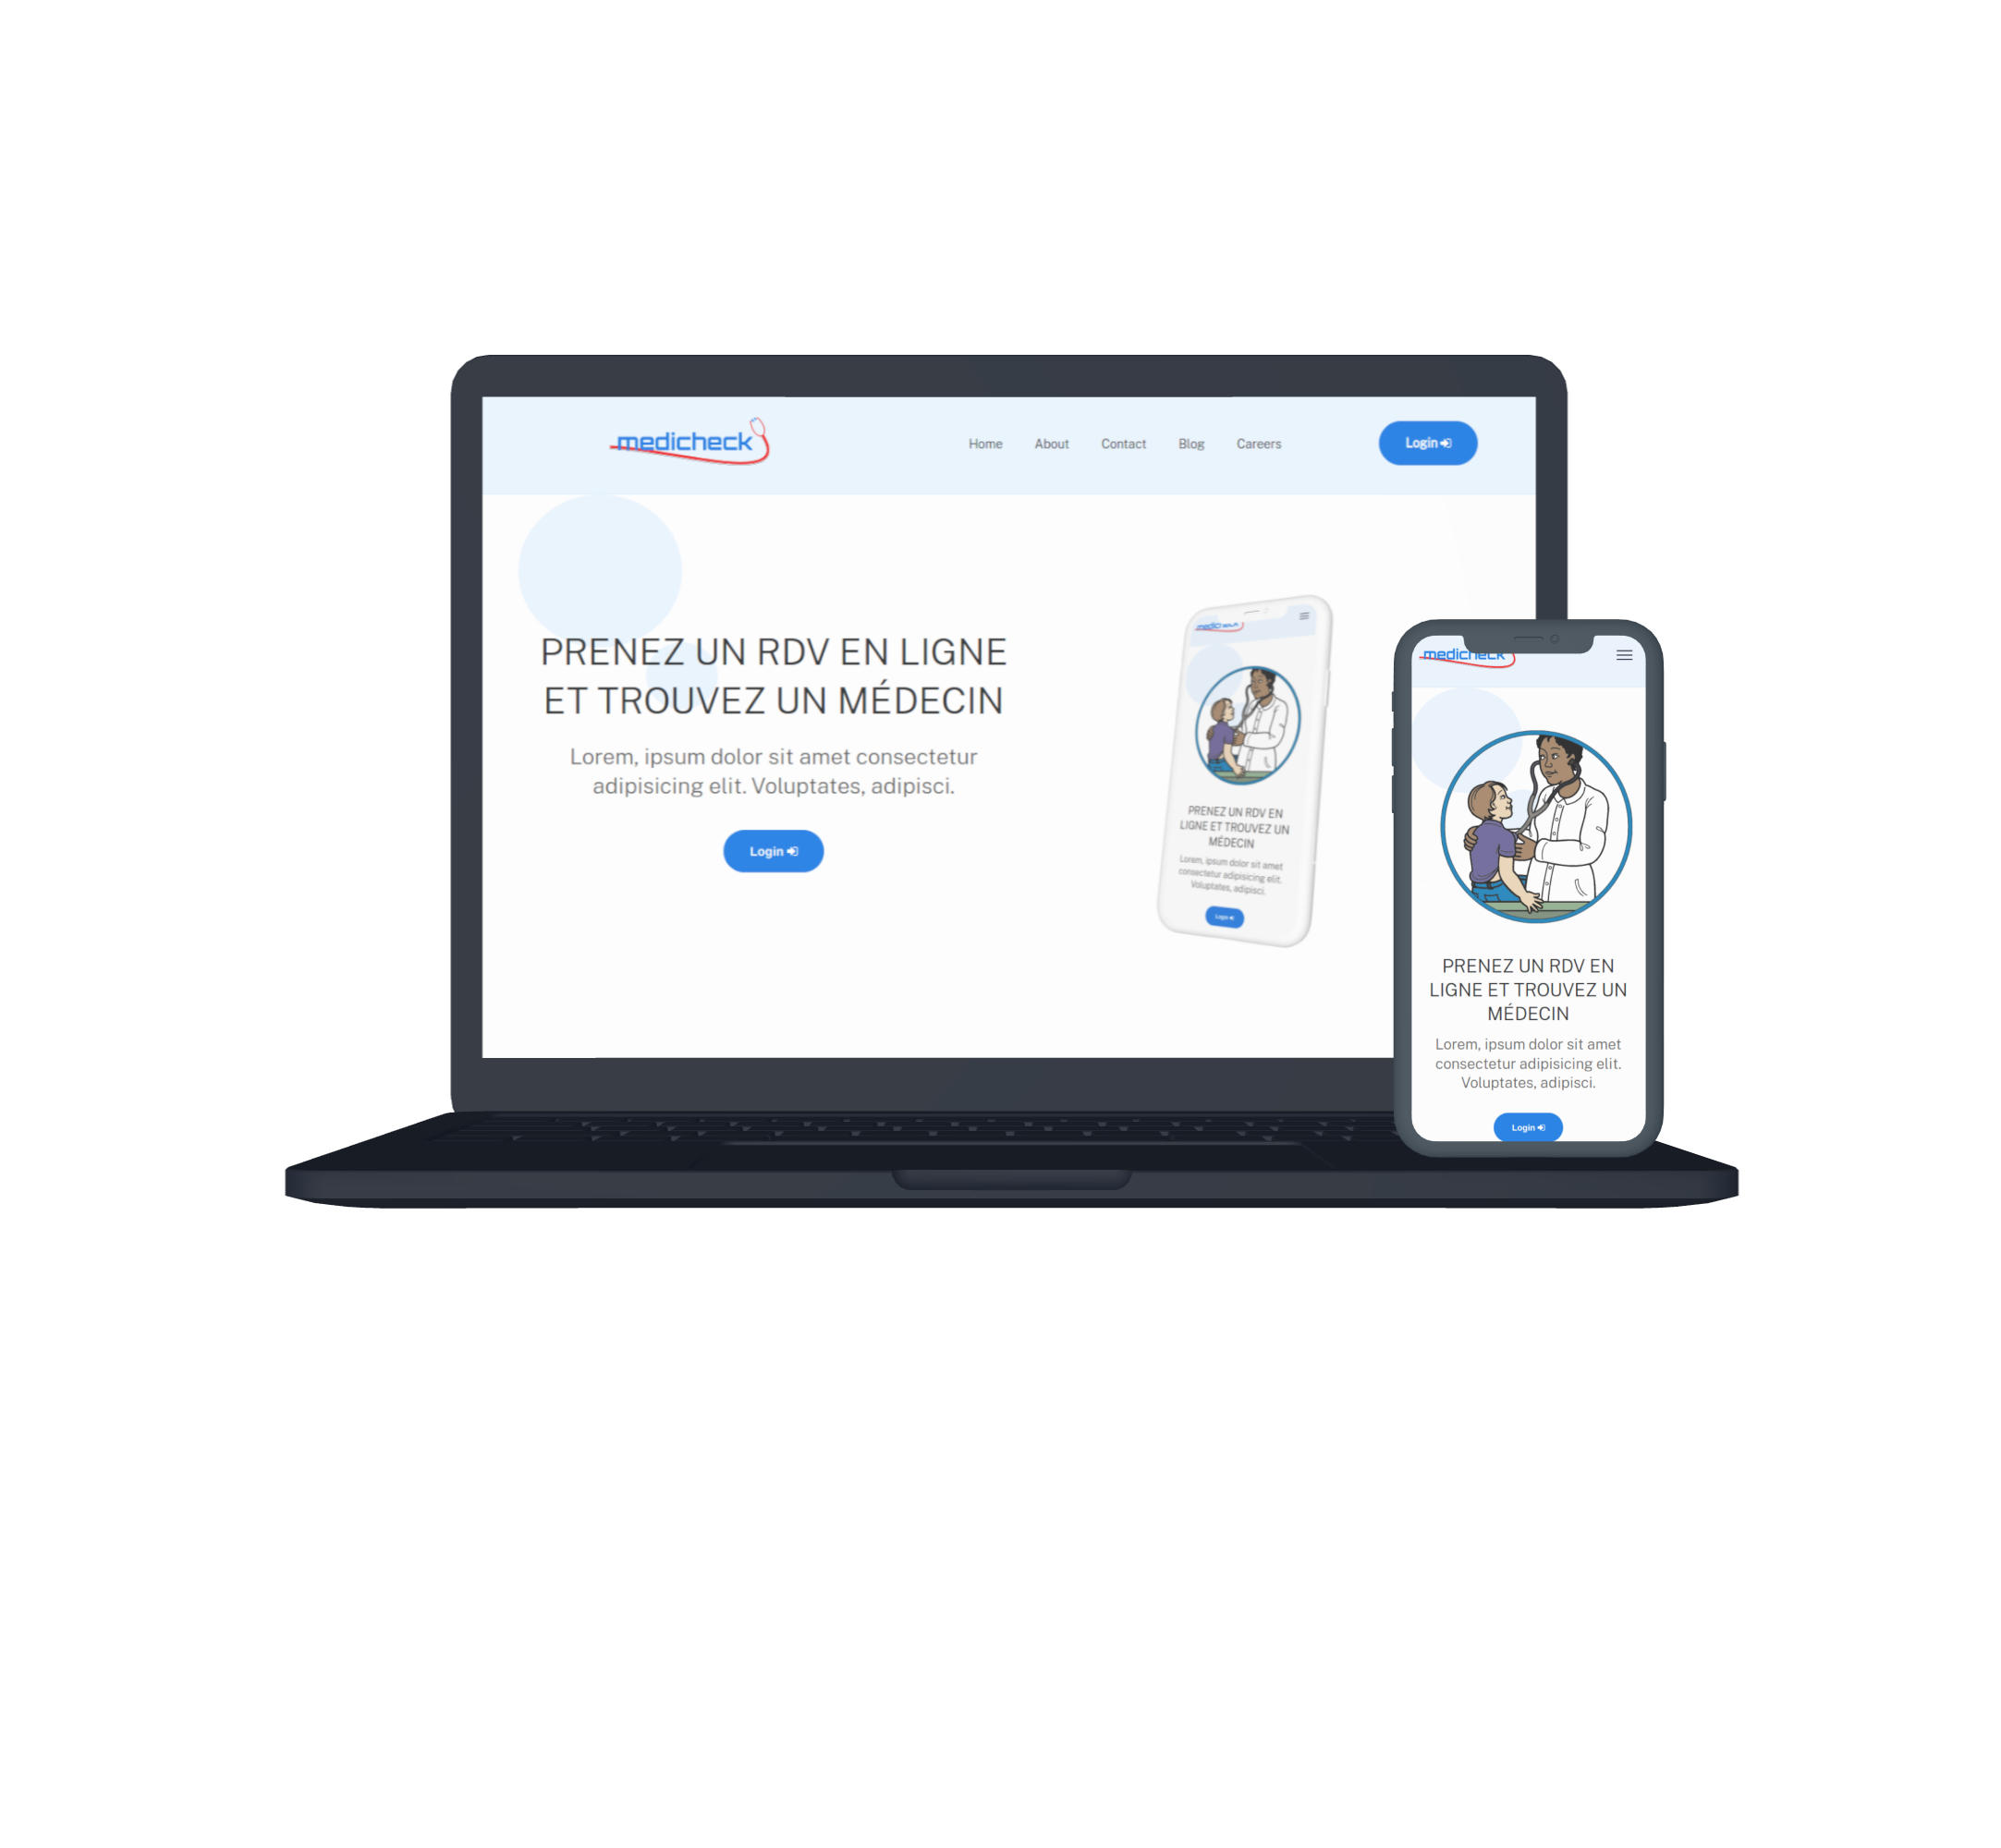 medicheck
Home About Contact Blog Careers
Login
PRENEZ UN RDV EN LIGNE
ET TROUVEZ UN MÉDECIN
Lorem, ipsum dolor sit amet consectetur
adipisicing elit. Voluptates, adipisci.
Login
medicheck
PRENEZ UN RDV EN
LIGNE ET TROUVEZ UN
MÉDECIN
Lorem, ipsum dolor sit amet
consectetur adipisicing elit.
Voluptates, adipisci.
Login
medicheck
PRENEZ UN RDV EN
LIGNE ET TROUVEZ UN
MÉDECIN
Lorem, ipsum dolor sit amet
consectetur adipisicing elit.
Voluptates, adipisci.
Login